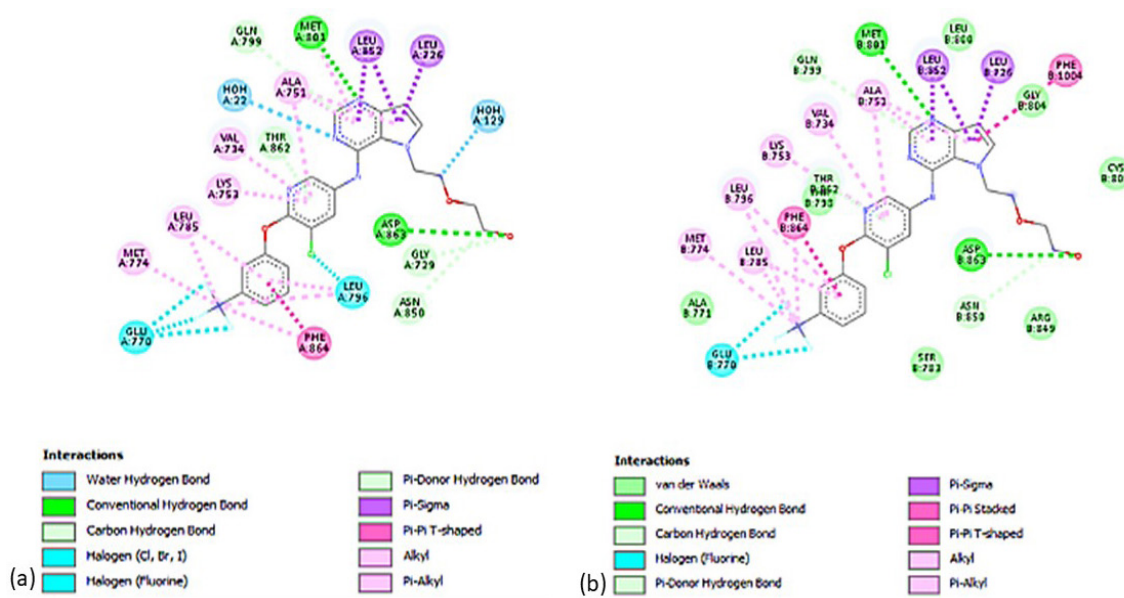 GLN
A:799
MET
A:801
LEU
A:852
LEU
A:726
ALA
A:751
HOH
A:22
HOH
A:129
VAL
A:734
THR
A:862
LYS
A:753
LEU
A:785
ASP
A:863
GLY
A:729
MET
A:774
LEU
A:796
ASN
A:850
GLU
A:770
PHE
A:864
Interactions
Water Hydrogen Bond
Conventional Hydrogen Bond
Carbon Hydrogen Bond
Halogen (Cl, Br, I)
Halogen (Fluorine)
Pi-Donor Hydrogen Bond
Pi-Sigma
Pi-Pi T-shaped
Alkyl
Pi-Alkyl
(a)
MET
B:801
LEU
B:800
GLN
B:799
LEU
B:852
LEU
B:726
PHE
B:1004
ALA
B:751
GLY
B:804
VAL
B:734
LYS
B:753
CYS
THR
B:862
LEU
B:796
PHE
B:864
MET
B:774
LEU
B:785
ASP
B:863
ALA
B:771
ASN
B:850
ARG
B:849
GLU
B:770
SER
B:783
Interactions
van der Waals
Conventional Hydrogen Bond
Carbon Hydrogen Bond
Halogen (Fluorine)
Pi-Donor Hydrogen Bond
Pi-Sigma
Pi-Pi Stacked
Pi-Pi T-shaped
Alkyl
Pi-Alkyl
(b)